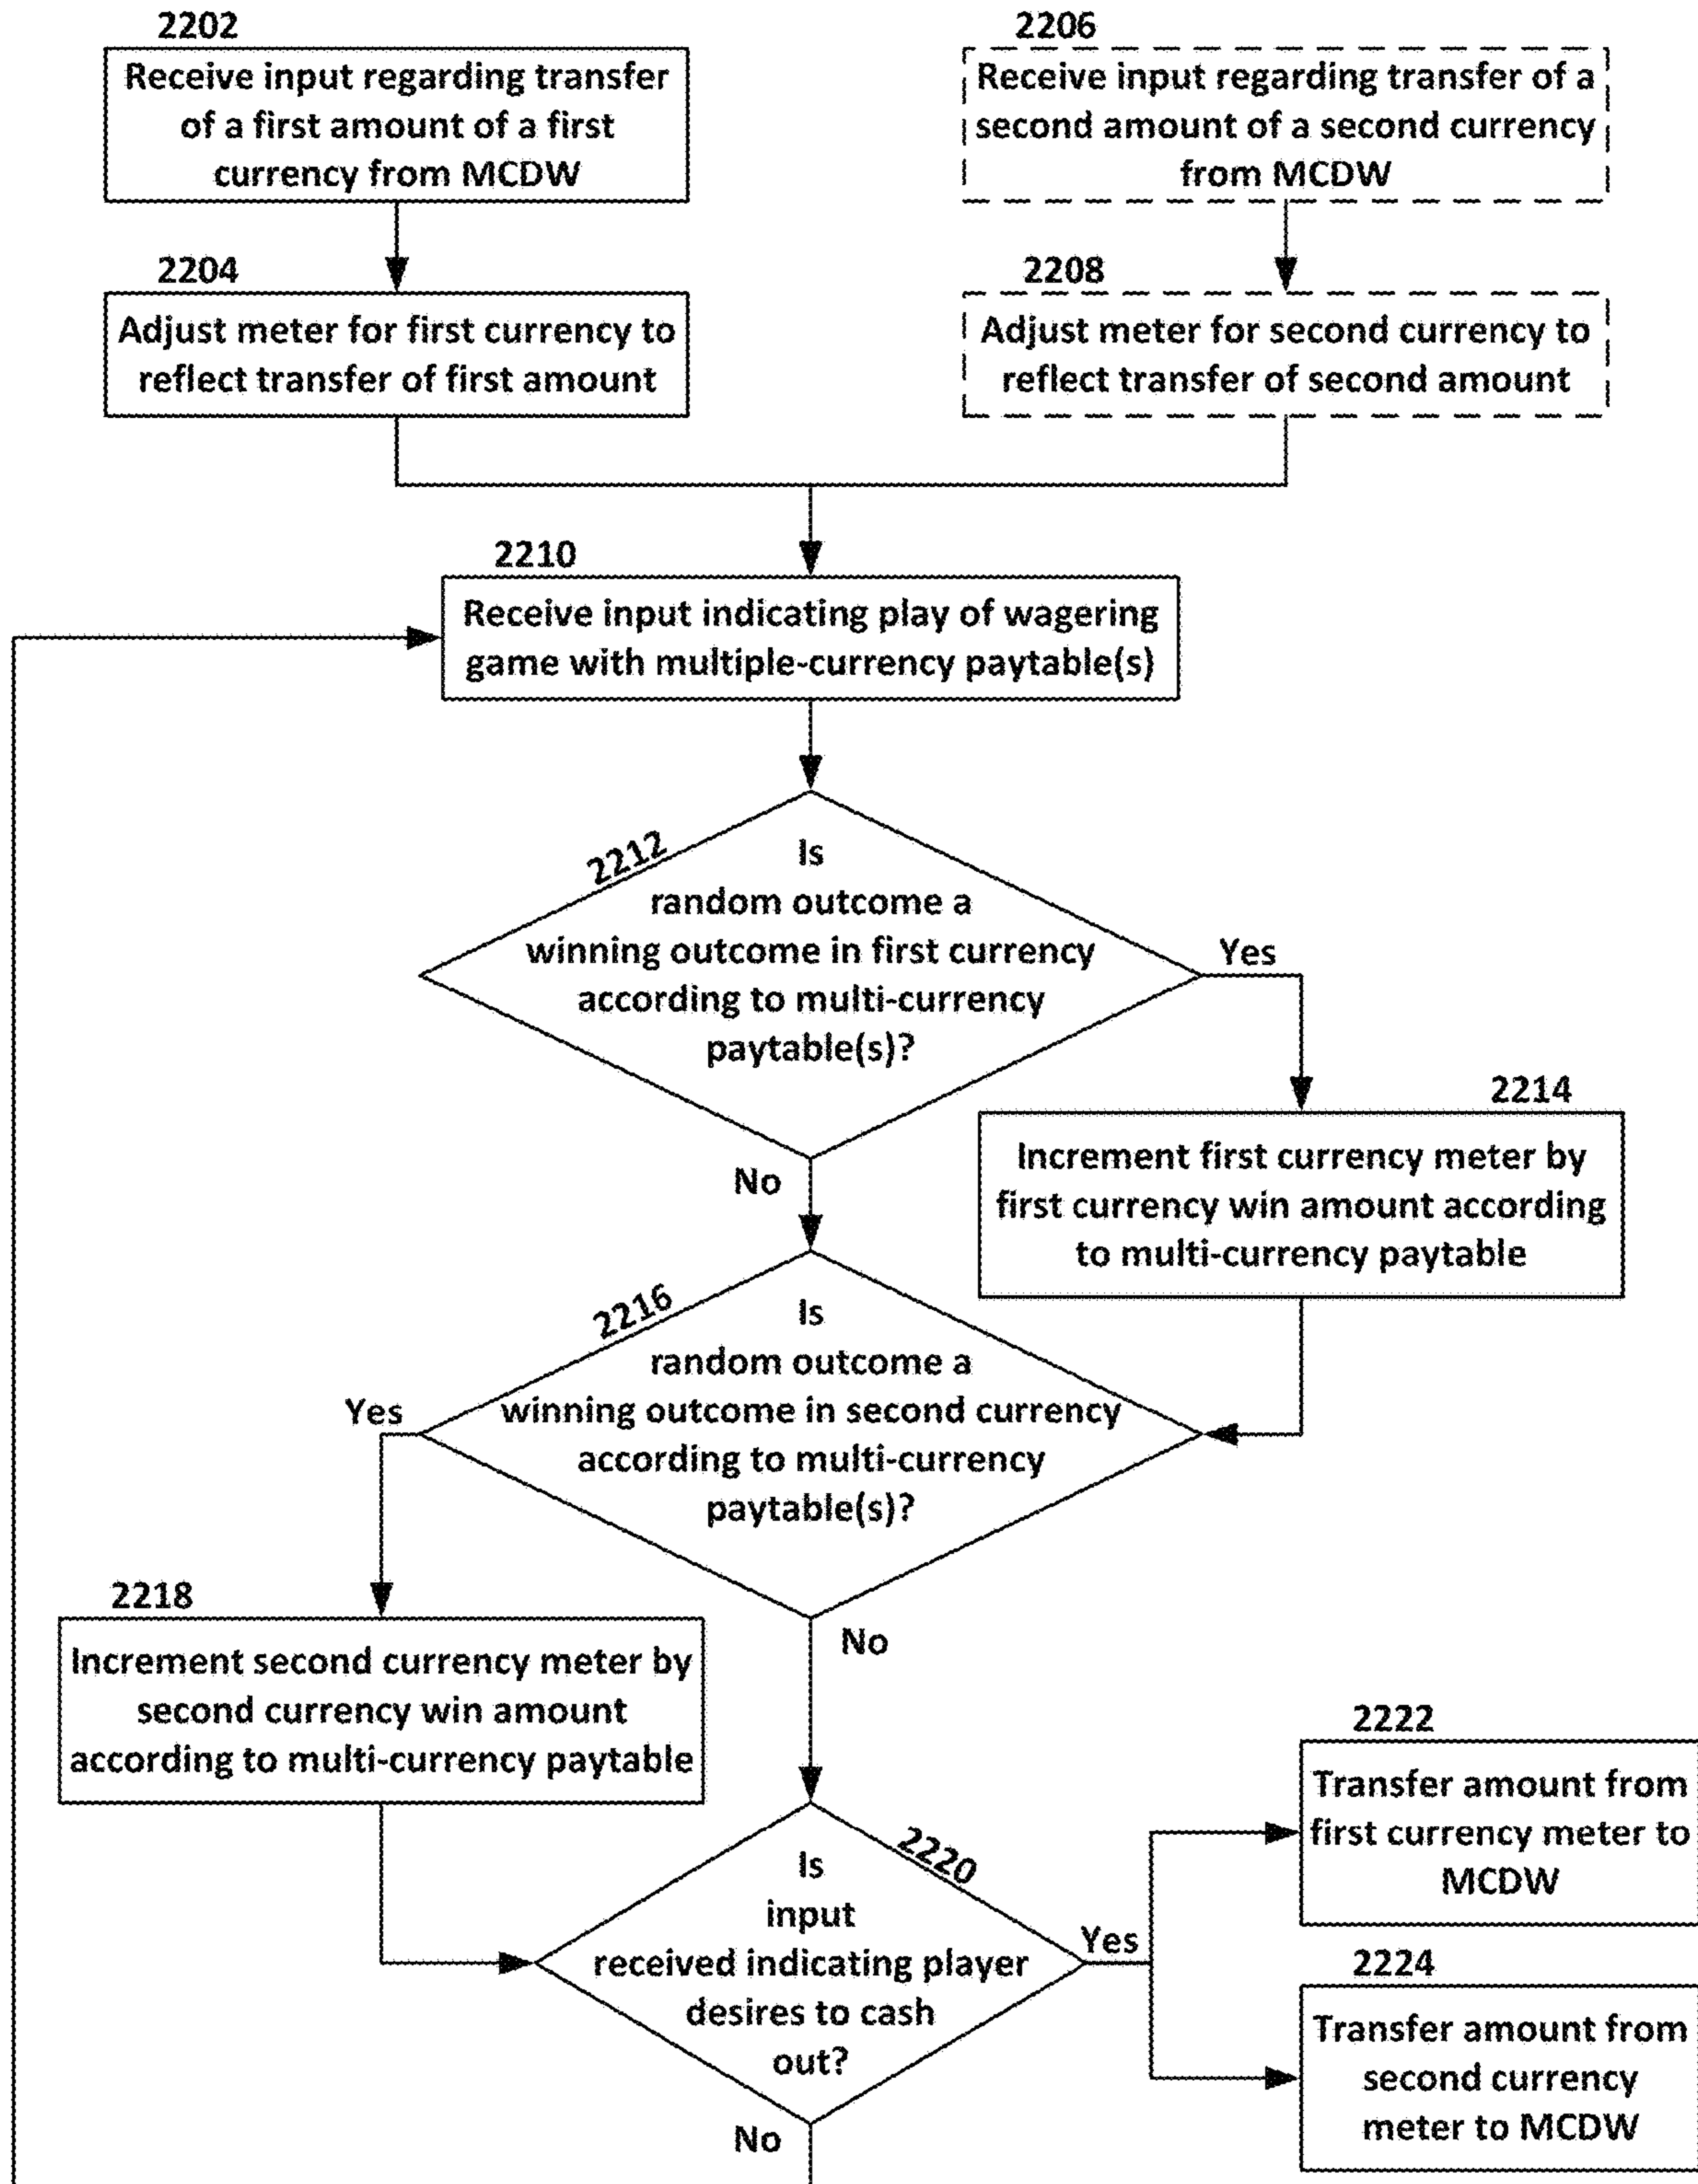 2202
Receive input regarding transfer
of a first amount of a first
currency from MCDW
2206
Receive input regarding transfer of a
second amount of a second currency
from MCDW
2204
Adjust meter for first currency to
reflect transfer of first amount
2208
Adjust meter for second currency to
reflect transfer of second amount
2210
Receive input indicating play of wagering
game with multiple-currency paytable(s)
2212
Is
random outcome a
winning outcome in first currency
according to multi-currency
paytable(s)?
Yes
No
2214
Increment first currency meter by
first currency win amount according
to multi-currency paytable
2216
Is
random outcome a
winning outcome in second currency
according to multi-currency
paytable(s)?
Yes
No
2218
Increment second currency meter by
second currency win amount
according to multi-currency paytable
2220
Is
input
received indicating player
desires to cash
out?
Yes
No
2222
Transfer amount from
first currency meter to
MCDW
2224
Transfer amount from
second currency
meter to MCDW